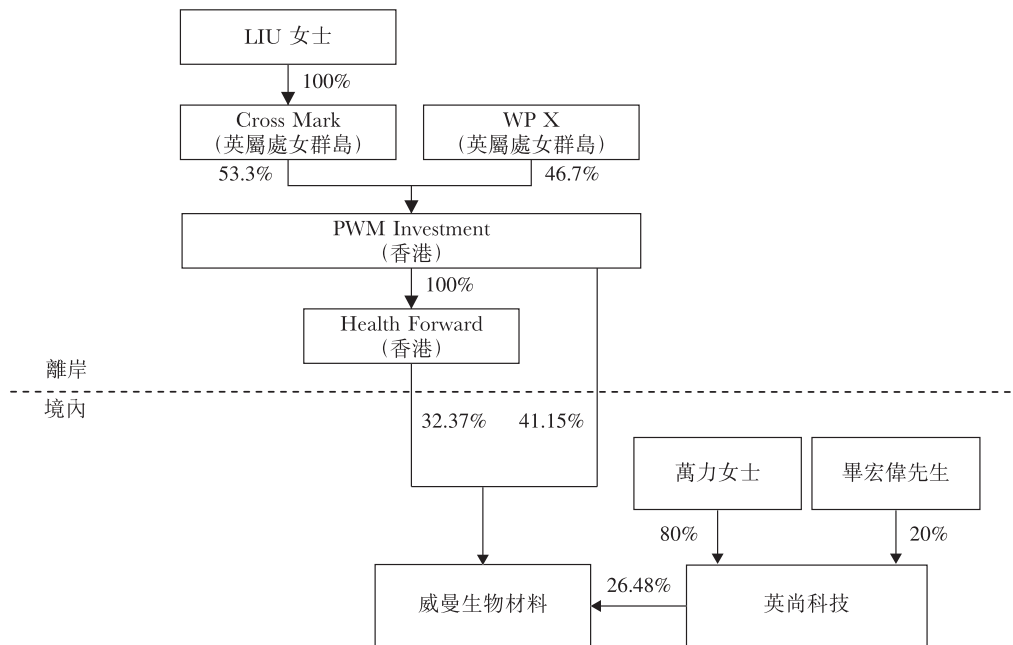 LIU 女士
100%
Cross Mark
（英屬處女群島）
WP X
（英屬處女群島）
53.3%
46.7%
PWM Investment
（香港）
100%
Health Forward
（香港）
離岸
境內
32.37%
41.15%
萬力女士
畢宏偉先生
80%
20%
威曼生物材料
26.48%
英尚科技